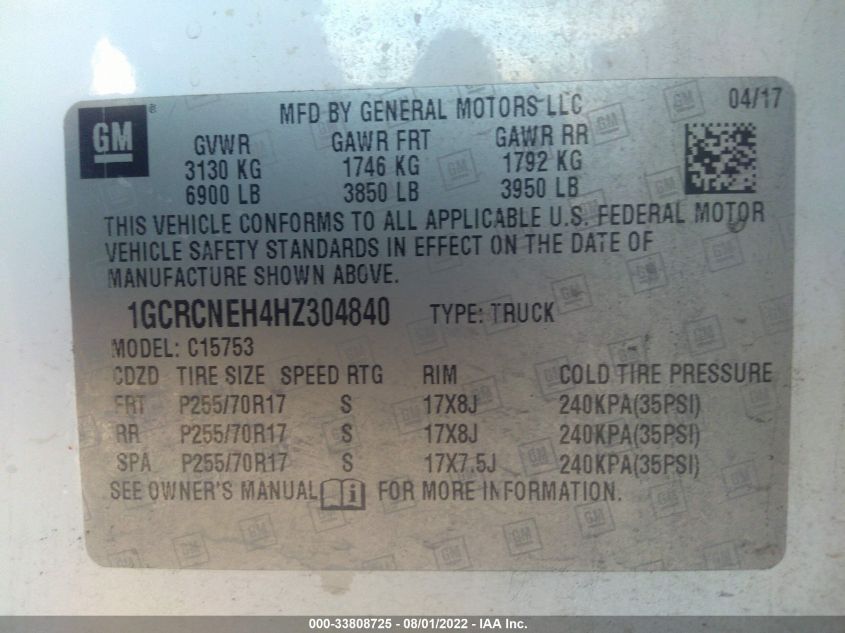 GM ® MFD BY GENERAL MOTORS LLC 04/17
GVWR GAWR FRT GAWR RR
3130 KG 1746 KG 1792 KG
6900 LB 3850 LB 3950 LB
THIS VEHICLE CONFORMS TO ALL APPLICABLE U.S. FEDERAL MOTOR
VEHICLE SAFETY STANDARDS IN EFFECT ON THE DATE OF
MANUFACTURE SHOWN ABOVE.
1GCRCNEH4HZ304840 TYPE: TRUCK
MODEL: C15753
CDZD TIRE SIZE SPEED RTG RIM COLD TIRE PRESSURE
FRT P255/70R17 S 17X8J 240KPA(35PSI)
RR P255/70R17 S 17X8J 240KPA(35PSI)
SPA P255/70R17 S 17X7.5J 240KPA(35PSI)
SEE OWNER'S MANUAL FOR MORE INFORMATION.
000-33808725 - 08/01/2022 - IAA Inc.